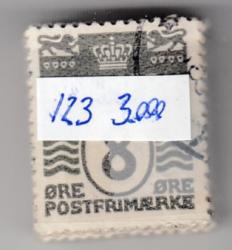 123 3.000
8
ØRE ØRE
POSTFRIMÆRKE